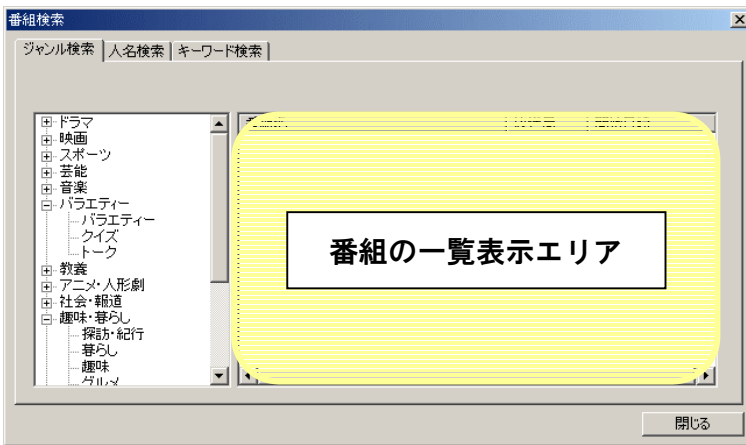 番組検索
ジャンル検索 人名検索 キーワード検索
ドラマ
映画
スポーツ
芸能
音楽
バラエティー
バラエティー
クイズ
トーク
教養
アニメ・人形劇
社会・報道
趣味・暮らし
探訪・紀行
暮らし
趣味
グルメ
番組の一覧表示エリア
閉じる